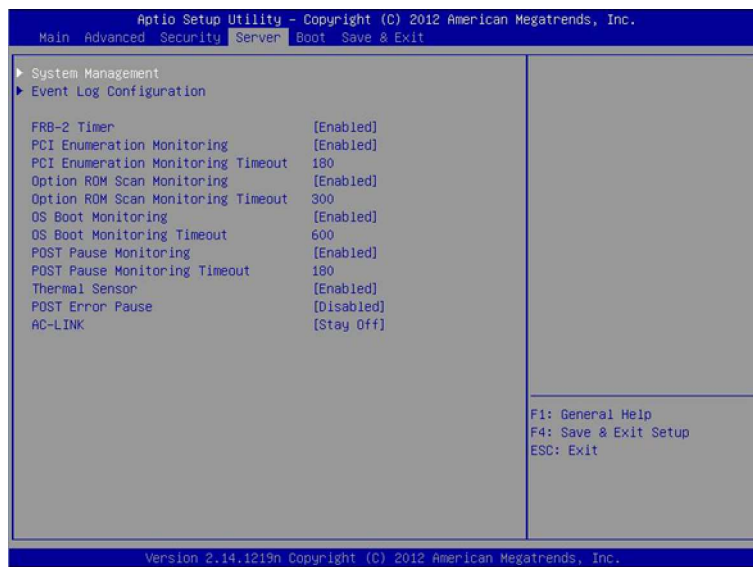 Aptio Setup Utility – Copyright (C) 2012 American Megatrends, Inc.
Main Advanced Security Server Boot Save & Exit
▶ System Management
▶ Event Log Configuration
FRB-2 Timer [Enabled]
PCI Enumeration Monitoring [Enabled]
PCI Enumeration Monitoring Timeout 180
Option ROM Scan Monitoring [Enabled]
Option ROM Scan Monitoring Timeout 300
OS Boot Monitoring [Enabled]
OS Boot Monitoring Timeout 600
POST Pause Monitoring [Enabled]
POST Pause Monitoring Timeout 180
Thermal Sensor [Enabled]
POST Error Pause [Disabled]
AC-LINK [Stay Off]
F1: General Help
F4: Save & Exit Setup
ESC: Exit
Version 2.14.1219n Copyright (C) 2012 American Megatrends, Inc.